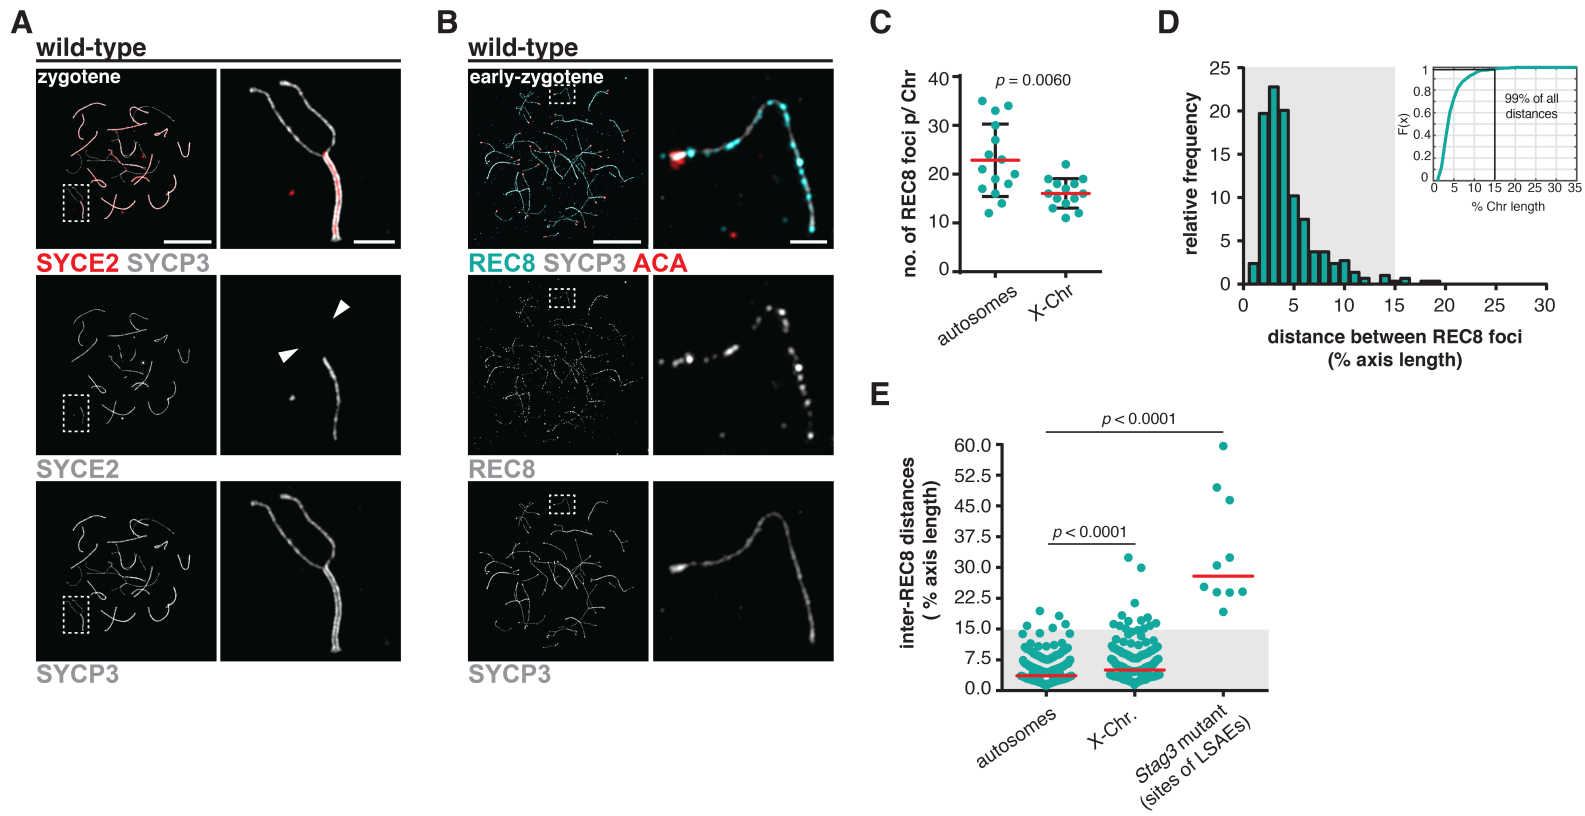 A
wild-type
zygotene
SYCE2 SYCP3
SYCE2
SYCP3
B
wild-type
early-zygotene
REC8 SYCP3 ACA
REC8
SYCP3
C
no. of REC8 foci p/ Chr
40
30
20
10
0
p = 0.0060
autosomes
X-Chr
D
relative frequency
25
20
15
10
5
0
0 5 10 15 20 25 30
distance between REC8 foci
(% axis length)
F(x)
1
0.8
0.6
0.4
0.2
0
99% of all
distances
0 5 10 15 20 25 30 35
% Chr length
E
inter-REC8 distances
( % axis length)
60.0
52.5
45.0
37.5
30.0
22.5
15.0
7.5
0.0
p < 0.0001
p < 0.0001
autosomes
X-Chr.
Stag3 mutant
(sites of LSAEs)